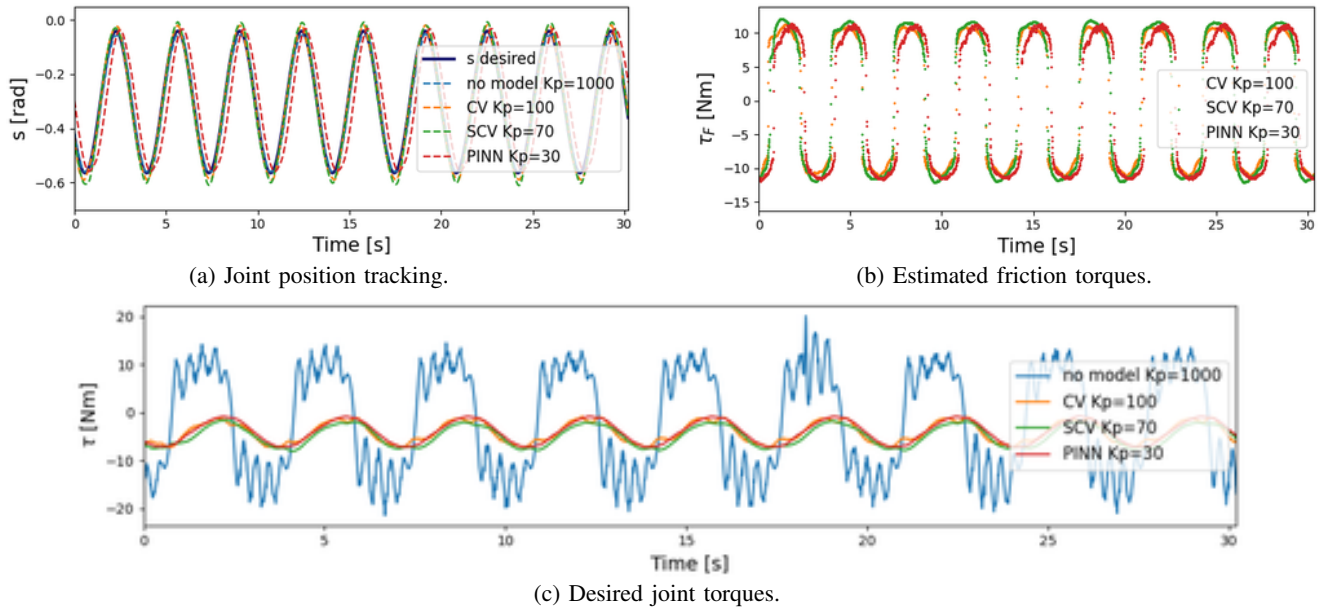 0.0
−0.2
−0.4
−0.6
s [rad]
s desired
no model Kp=1000
CV Kp=100
SCV Kp=70
PINN Kp=30
0 5 10 15 20 25 30
Time [s]
(a) Joint position tracking.
10
5
0
−5
−10
−15
τF [Nm]
CV Kp=100
SCV Kp=70
PINN Kp=30
0 5 10 15 20 25 30
Time [s]
(b) Estimated friction torques.
20
10
0
−10
−20
τ [Nm]
no model Kp=1000
CV Kp=100
SCV Kp=70
PINN Kp=30
0 5 10 15 20 25 30
Time [s]
(c) Desired joint torques.